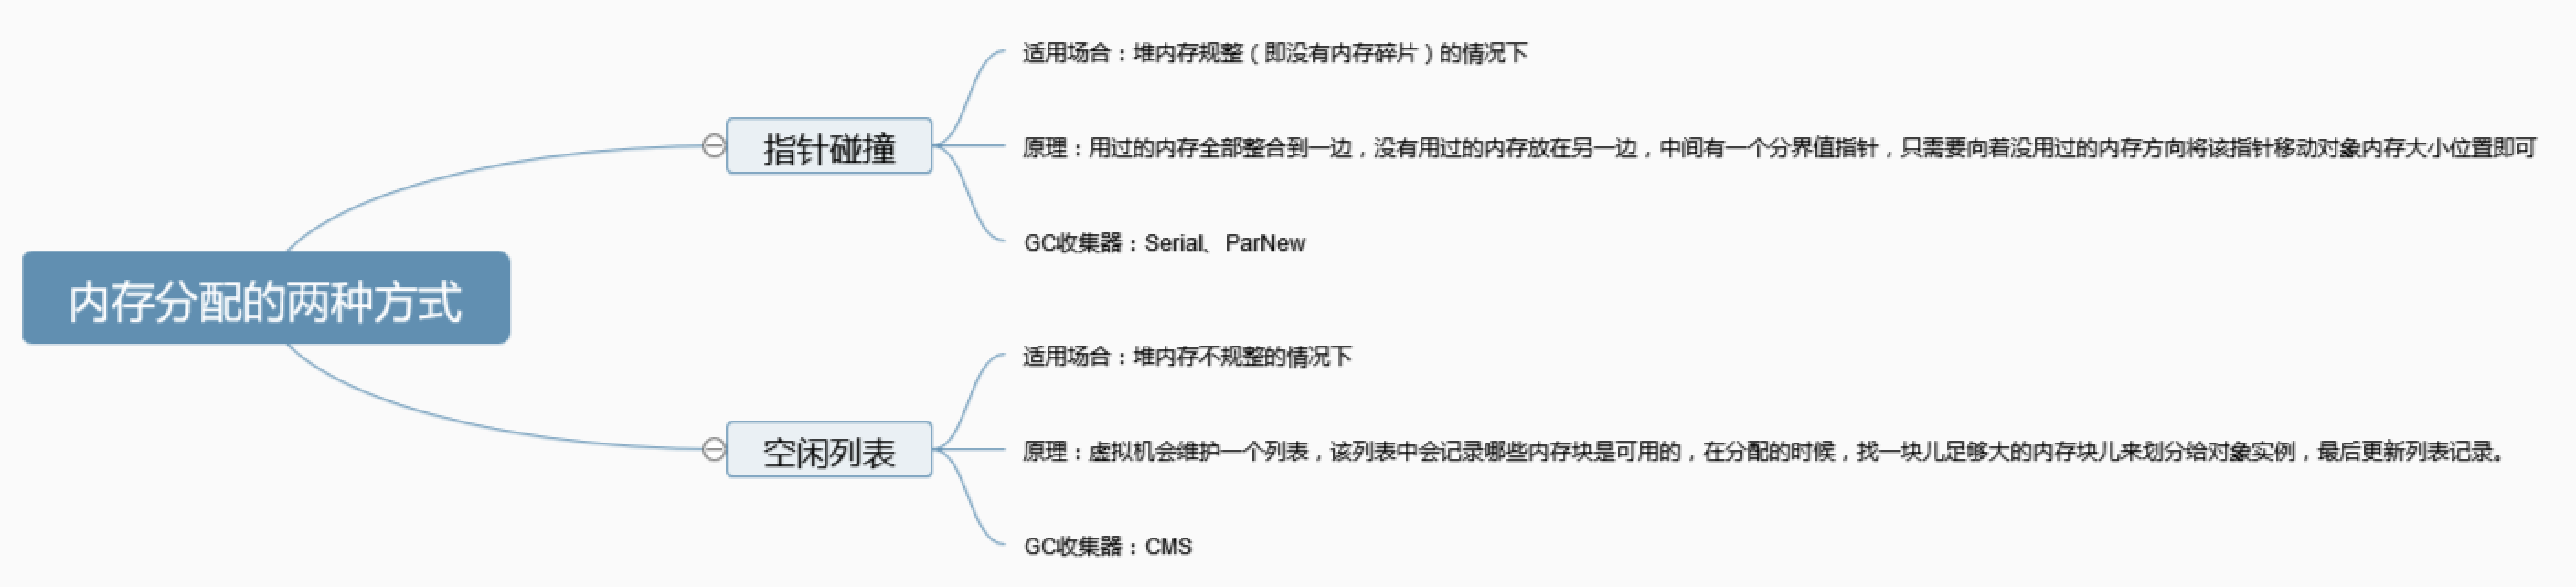 内存分配的两种方式
指针碰撞
适用场合：堆内存规整（即没有内存碎片）的情况下
原理：用过的内存全部整合到一边，没有用过的内存放在另一边，中间有一个分界值指针，只需要向着没用过的内存方向将该指针移动对象内存大小位置即可
GC收集器：Serial、ParNew
空闲列表
适用场合：堆内存不规整的情况下
原理：虚拟机会维护一个列表，该列表中会记录哪些内存块是可用的，在分配的时候，找一块儿足够大的内存块儿来划分给对象实例，最后更新列表记录。
GC收集器：CMS